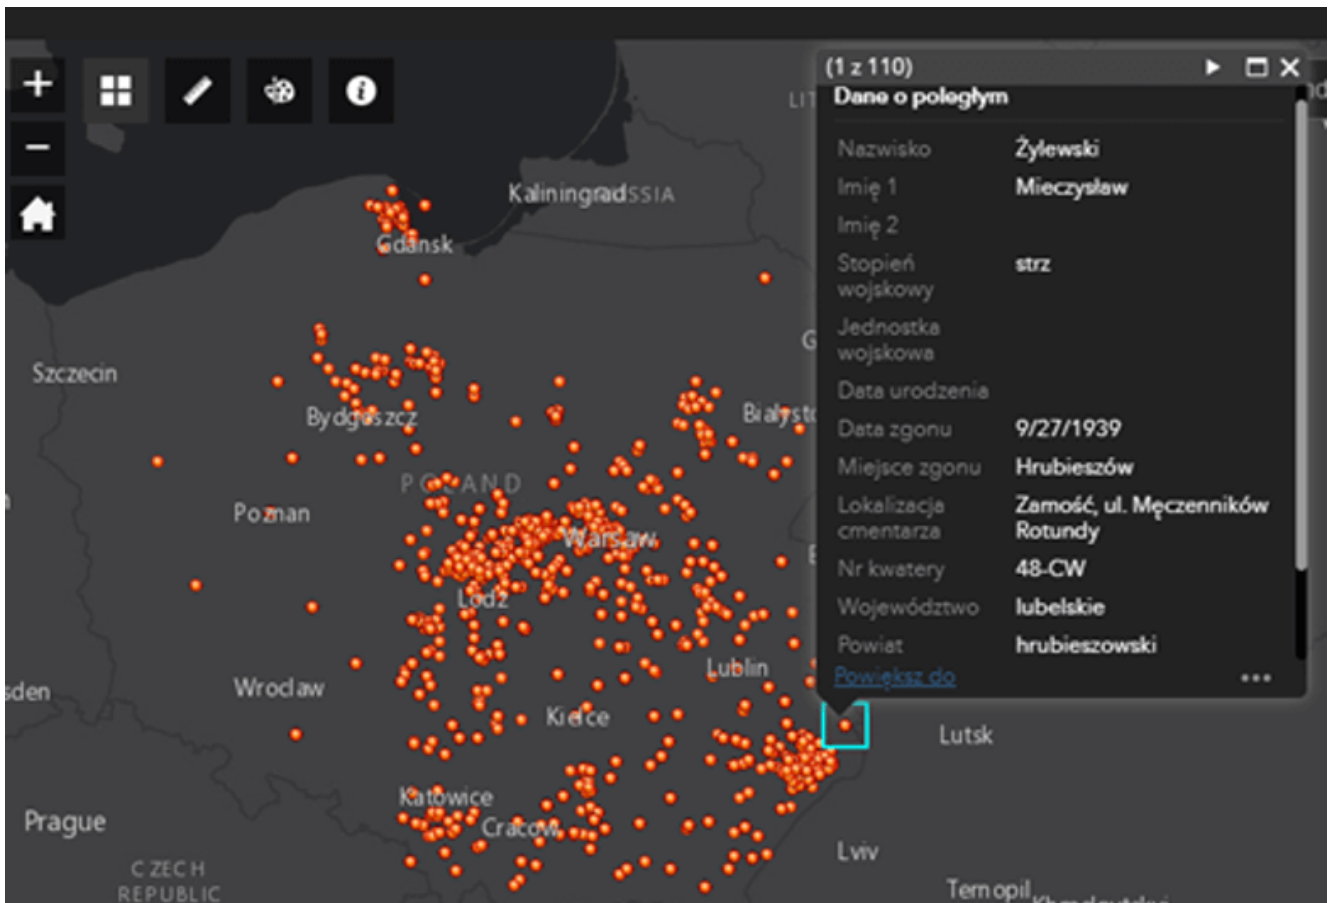 (1 z 110)
Dane o poległym
Nazwisko Żylewski
Imię 1 Mieczysław
Imię 2
Stopień wojskowy strz
Jednostka wojskowa
Data urodzenia
Data zgonu 9/27/1939
Miejsce zgonu Hrubieszów
Lokalizacja cmentarza Zamość, ul. Męczenników Rotundy
Nr kwatery 48-CW
Województwo lubelskie
Powiat hrubieszowski
Powiększ do
Kaliningrad
Gdansk
Szczecin
Bydgoszcz
POLAND
Poznan
Warsaw
Lodz
Lublin
Wroclaw
Kielce
Lutsk
Katowice
Cracow
Prague
CZECH
REPUBLIC
Lviv
Ternopil